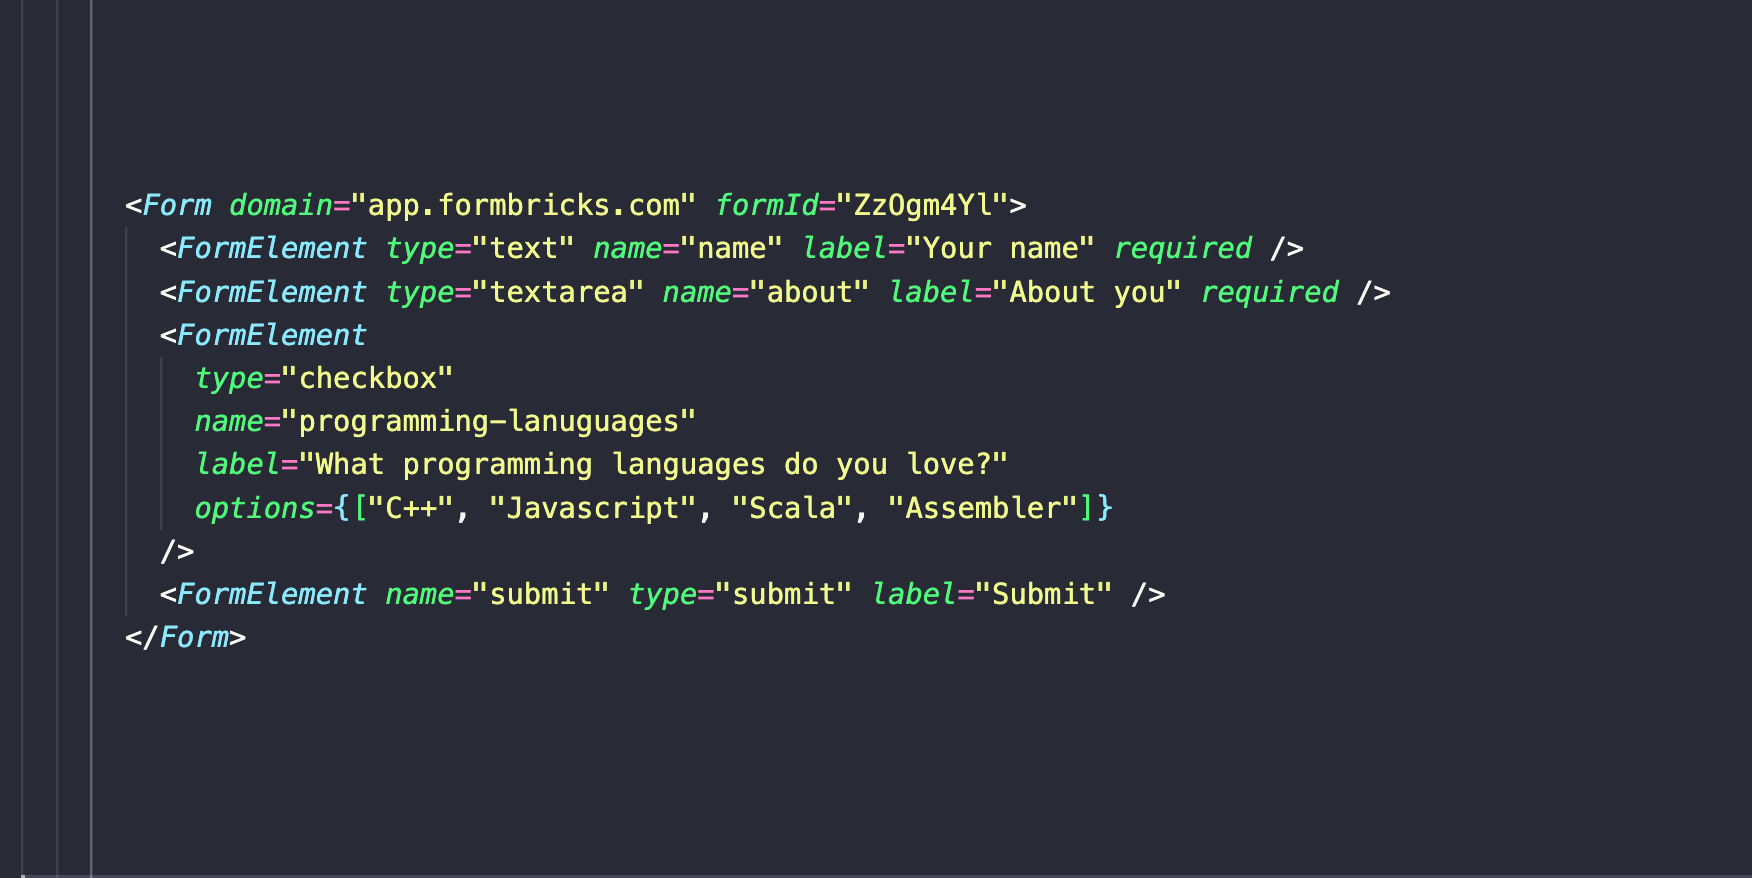 <Form domain="app.formbricks.com" formId="ZzOgm4Yl">
<FormElement type="text" name="name" label="Your name" required />
<FormElement type="textarea" name="about" label="About you" required />
<FormElement
type="checkbox"
name="programming-lanuguages"
label="What programming languages do you love?"
options={["C++", "Javascript", "Scala", "Assembler"]}
/>
<FormElement name="submit" type="submit" label="Submit" />
</Form>